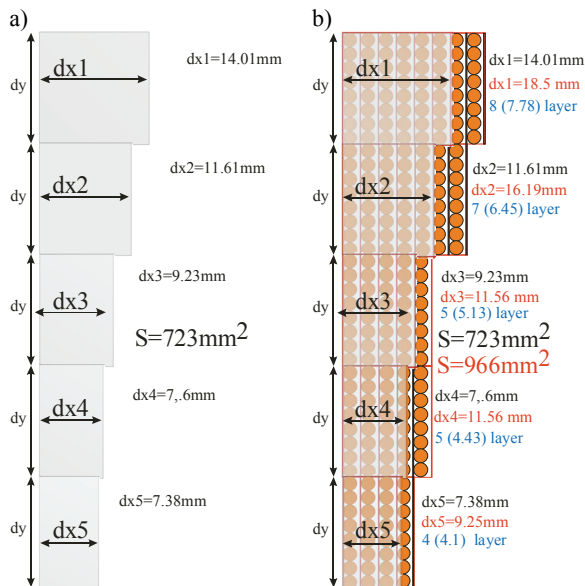 a)
dy
dx1
dx1=14.01mm
dy
dx2
dx2=11.61mm
dy
dx3
dx3=9.23mm
S=723mm²
dy
dx4
dx4=7,.6mm
dy
dx5
dx5=7.38mm
b)
dy
dx1
dx1=14.01mm
dx1=18.5 mm
8 (7.78) layer
dy
dx2
dx2=11.61mm
dx2=16.19mm
7 (6.45) layer
dy
dx3
dx3=9.23mm
dx3=11.56 mm
5 (5.13) layer
S=723mm²
S=966mm²
dy
dx4
dx4=7,.6mm
dx4=11.56 mm
5 (4.43) layer
dy
dx5
dx5=7.38mm
dx5=9.25mm
4 (4.1) layer